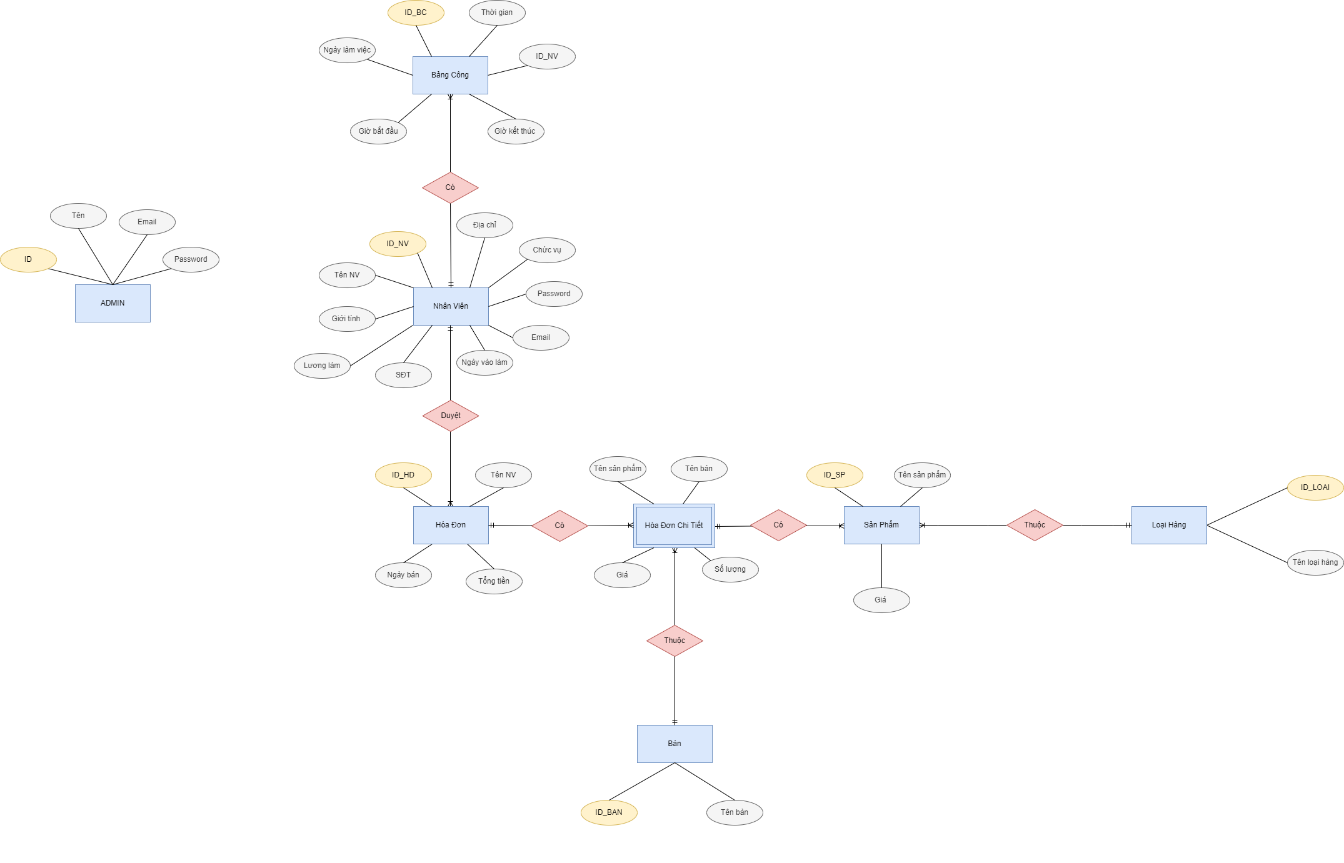 ID_BC
Thời gian
Ngày làm việc
ID_NV
Bảng Công
Giờ bắt đầu
Giờ kết thúc
Có
Tên
Email
ID
Password
ADMIN
ID_NV
Địa chỉ
Chức vụ
Tên NV
Password
Nhân Viên
Giới tính
Email
Lương làm
SĐT
Ngày vào làm
Duyệt
ID_HD
Tên NV
Hóa Đơn
Ngày bán
Tổng tiền
Có
Tên sản phẩm
Tên bàn
Hóa Đơn Chi Tiết
Giá
Số lượng
Có
ID_SP
Tên sản phẩm
Sản Phẩm
Giá
Thuộc
Loại Hàng
ID_LOAI
Tên loại hàng
Thuộc
Bàn
ID_BAN
Tên bàn